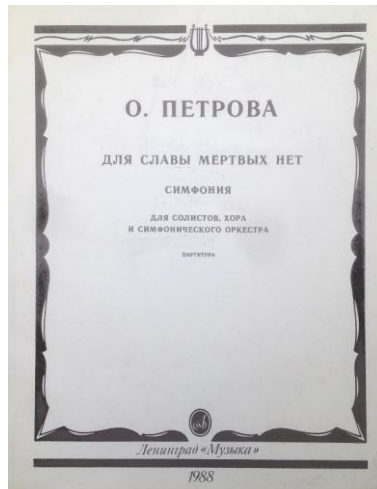 О. ПЕТРОВА
ДЛЯ СЛАВЫ МЕРТВЫХ НЕТ
СИМФОНИЯ
ДЛЯ СОЛИСТОВ, ХОРА
И СИМФОНИЧЕСКОГО ОРКЕСТРА
ПАРТИТУРА
Ленинград «Музыка»
1988